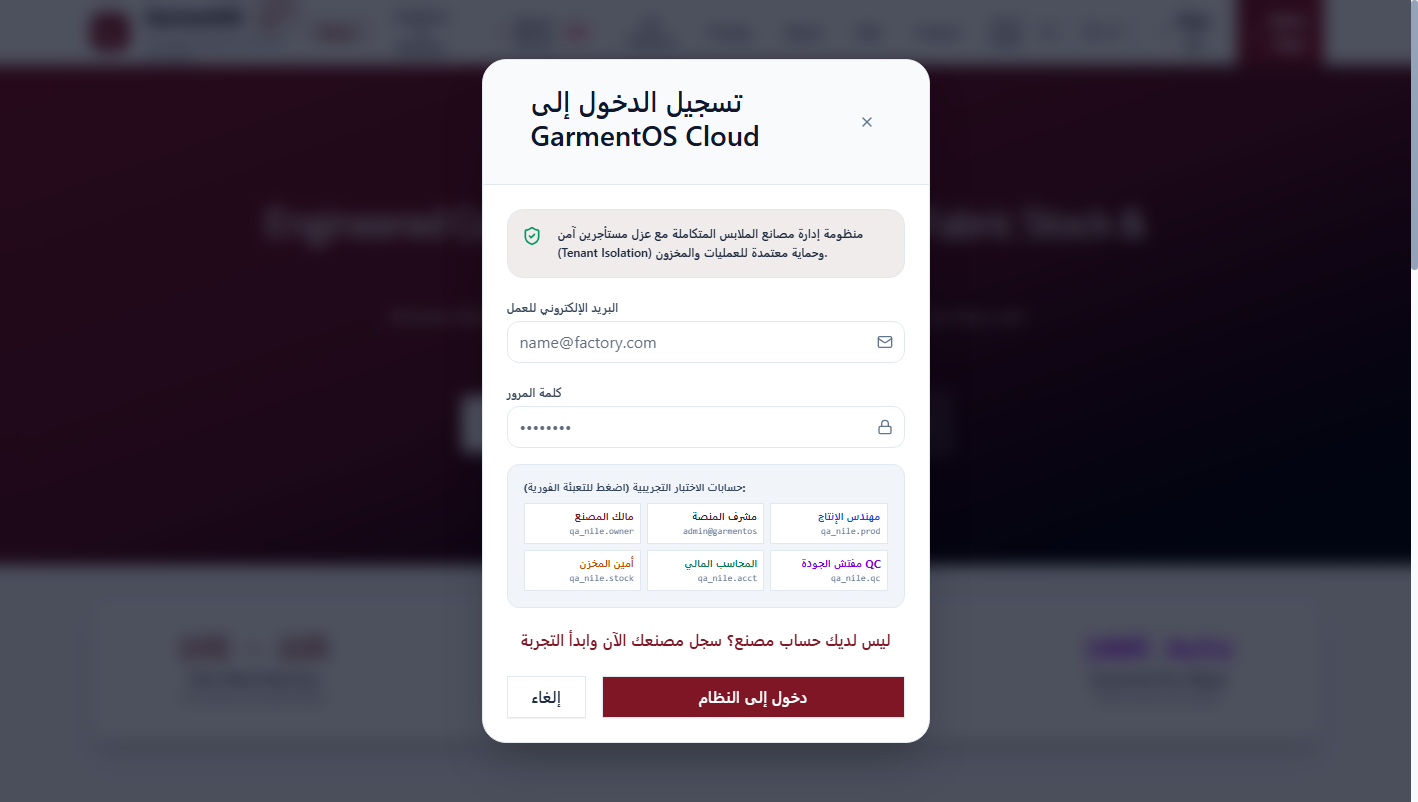 تسجيل الدخول إلى
GarmentOS Cloud
منظومة إدارة مصانع الملابس المتكاملة مع عزل مستأجرين آمن
(Tenant Isolation) وحماية معتمدة للعمليات والمخزون.
البريد الإلكتروني للعمل
name@factory.com
كلمة المرور
••••••••
حسابات الاختبار التجريبية (اضغط للتعبئة الفورية):
مالك المصنع
qa_nile.owner
مشرف المنصة
admin@garmentos
مهندس الإنتاج
qa_nile.prod
أمين المخزن
qa_nile.stock
المحاسب المالي
qa_nile.acct
مفتش الجودة QC
qa_nile.qc
ليس لديك حساب مصنع؟ سجل مصنعك الآن وابدأ التجربة
إلغاء
دخول إلى النظام